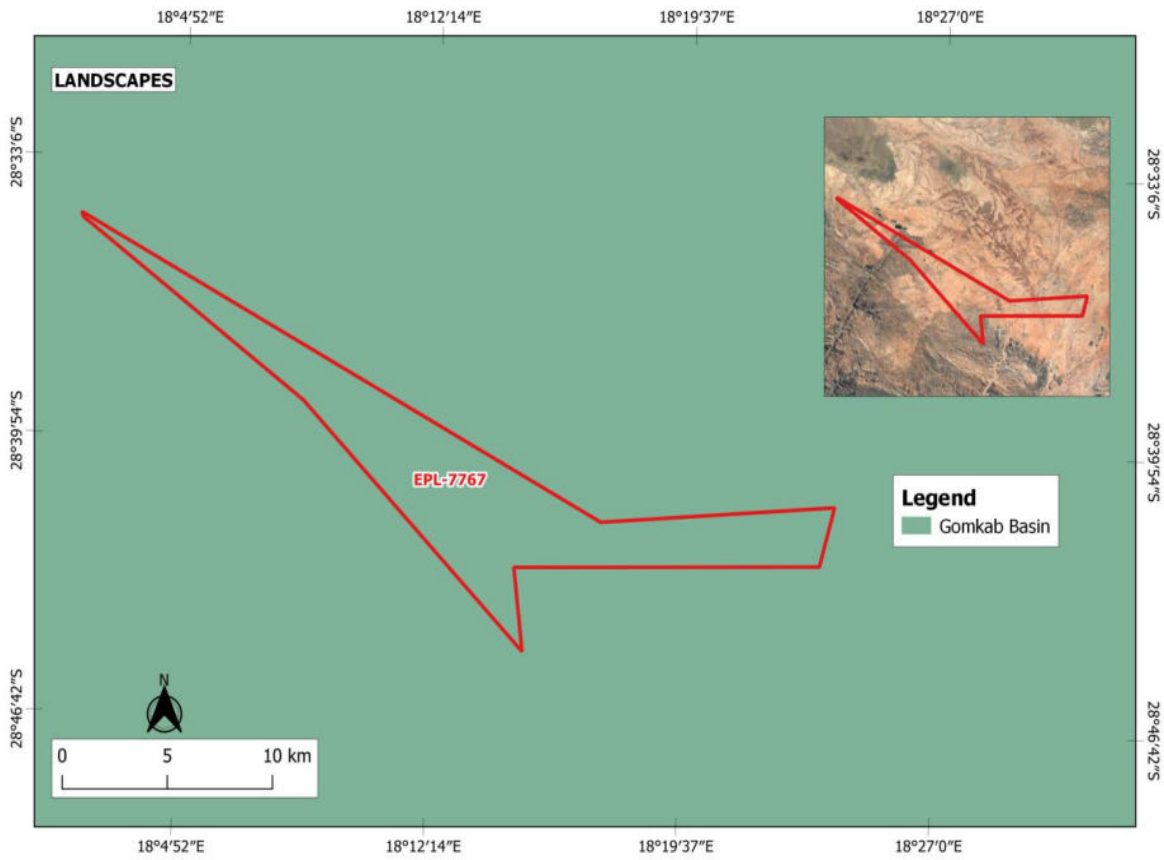 18°4′52″E 18°12′14″E 18°19′37″E 18°27′0″E
LANDSCAPES
28°33′6″S
28°33′6″S
28°39′54″S
28°39′54″S
EPL-7767
Legend
Gomkab Basin
28°46′42″S
28°46′42″S
N
0 5 10 km
18°4′52″E 18°12′14″E 18°19′37″E 18°27′0″E